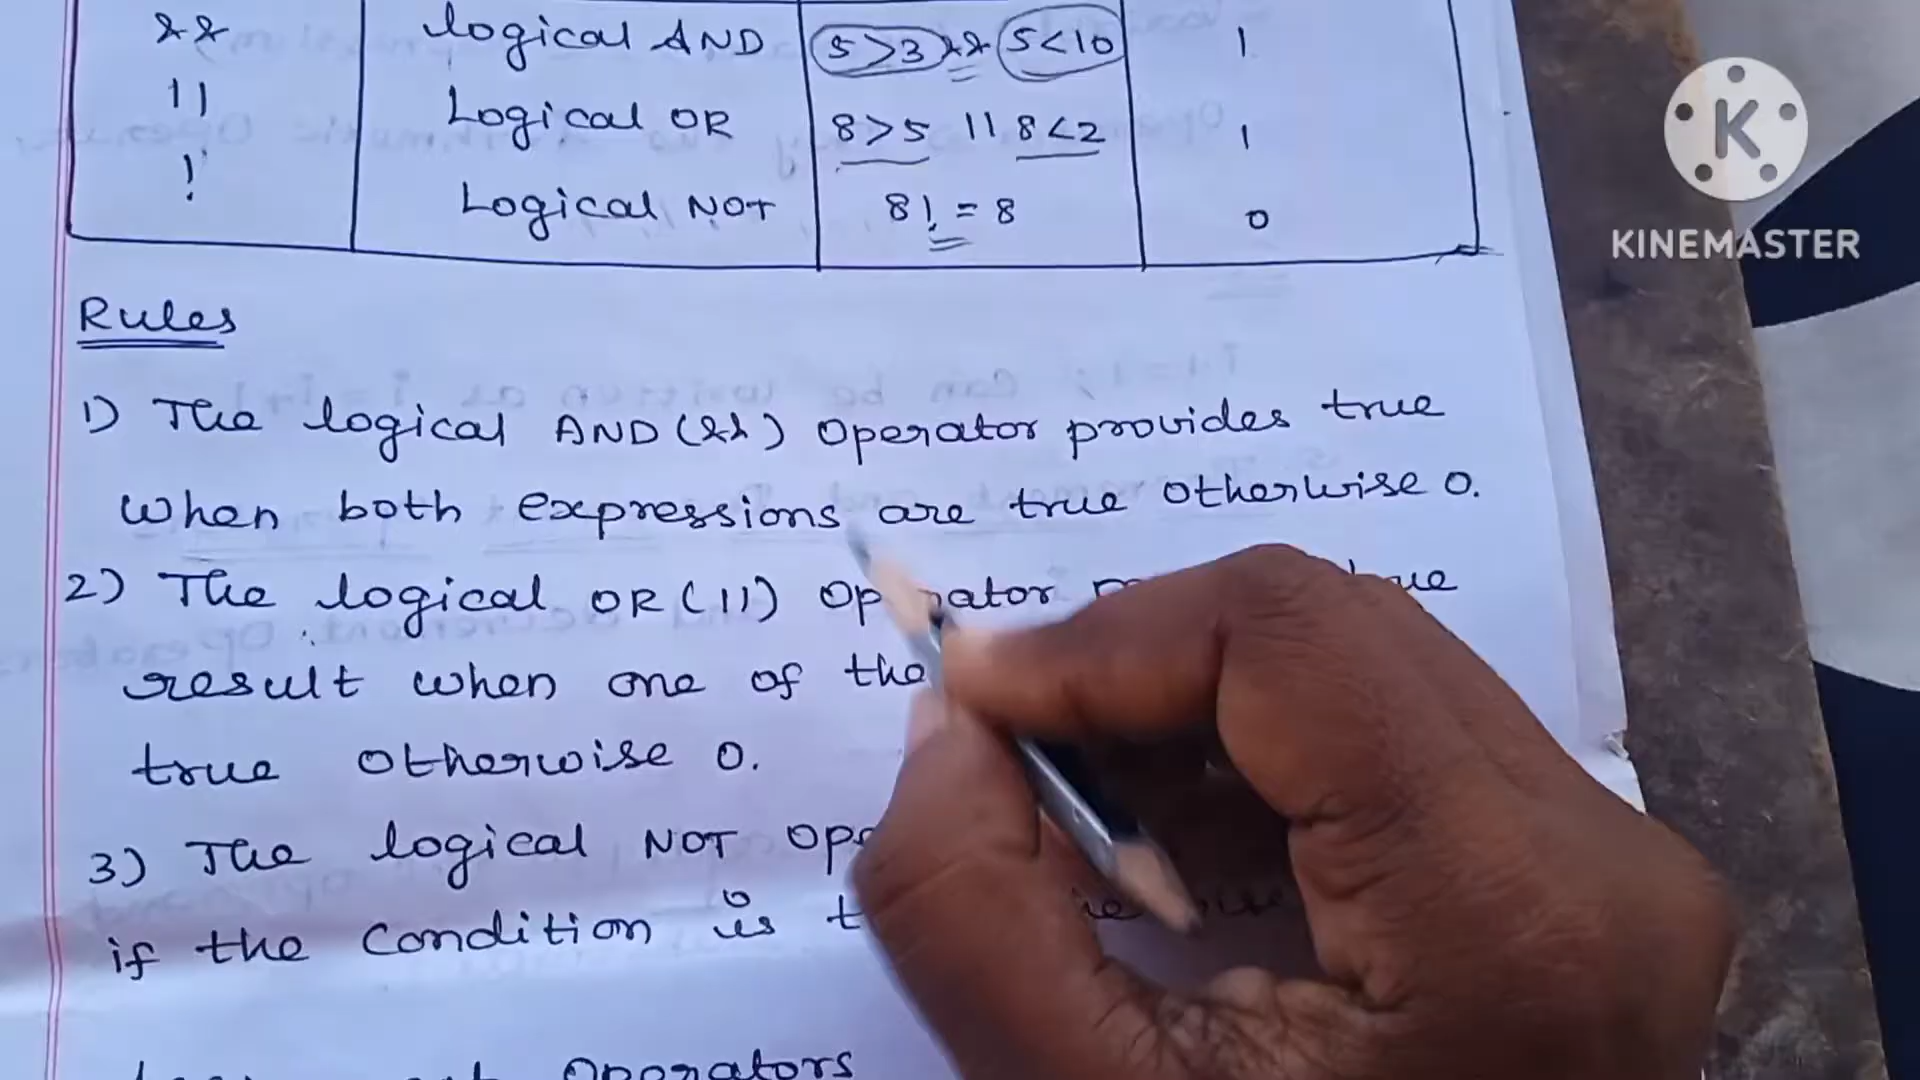 && logical AND 5>3 && 5<10 1
|| Logical OR 8>5 || 8<2 1
! Logical NOT 8! = 8 0
K
KINEMASTER
Rules
1) The logical AND (&&) operator provides true
when both expressions are true otherwise 0.
2) The logical OR (||) operator
result when one of the
true otherwise 0.
3) The logical NOT
if the condition is
Operators